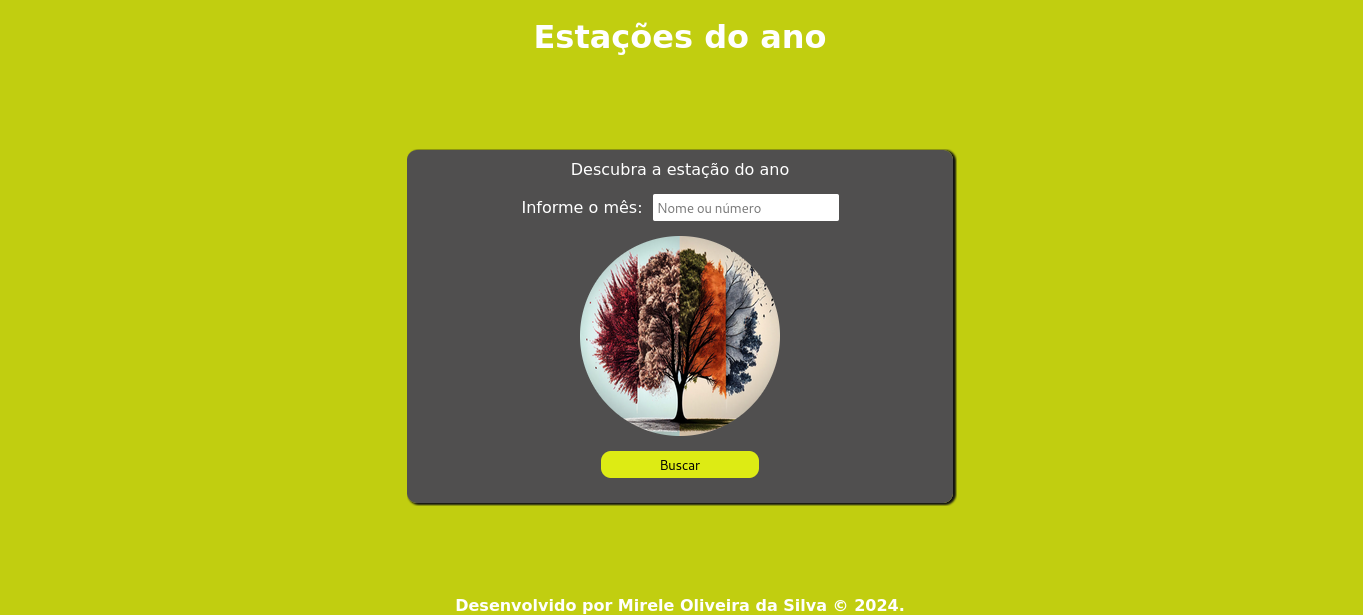 Estações do ano
Descubra a estação do ano
Informe o mês: Nome ou número
Buscar
Desenvolvido por Mirele Oliveira da Silva © 2024.